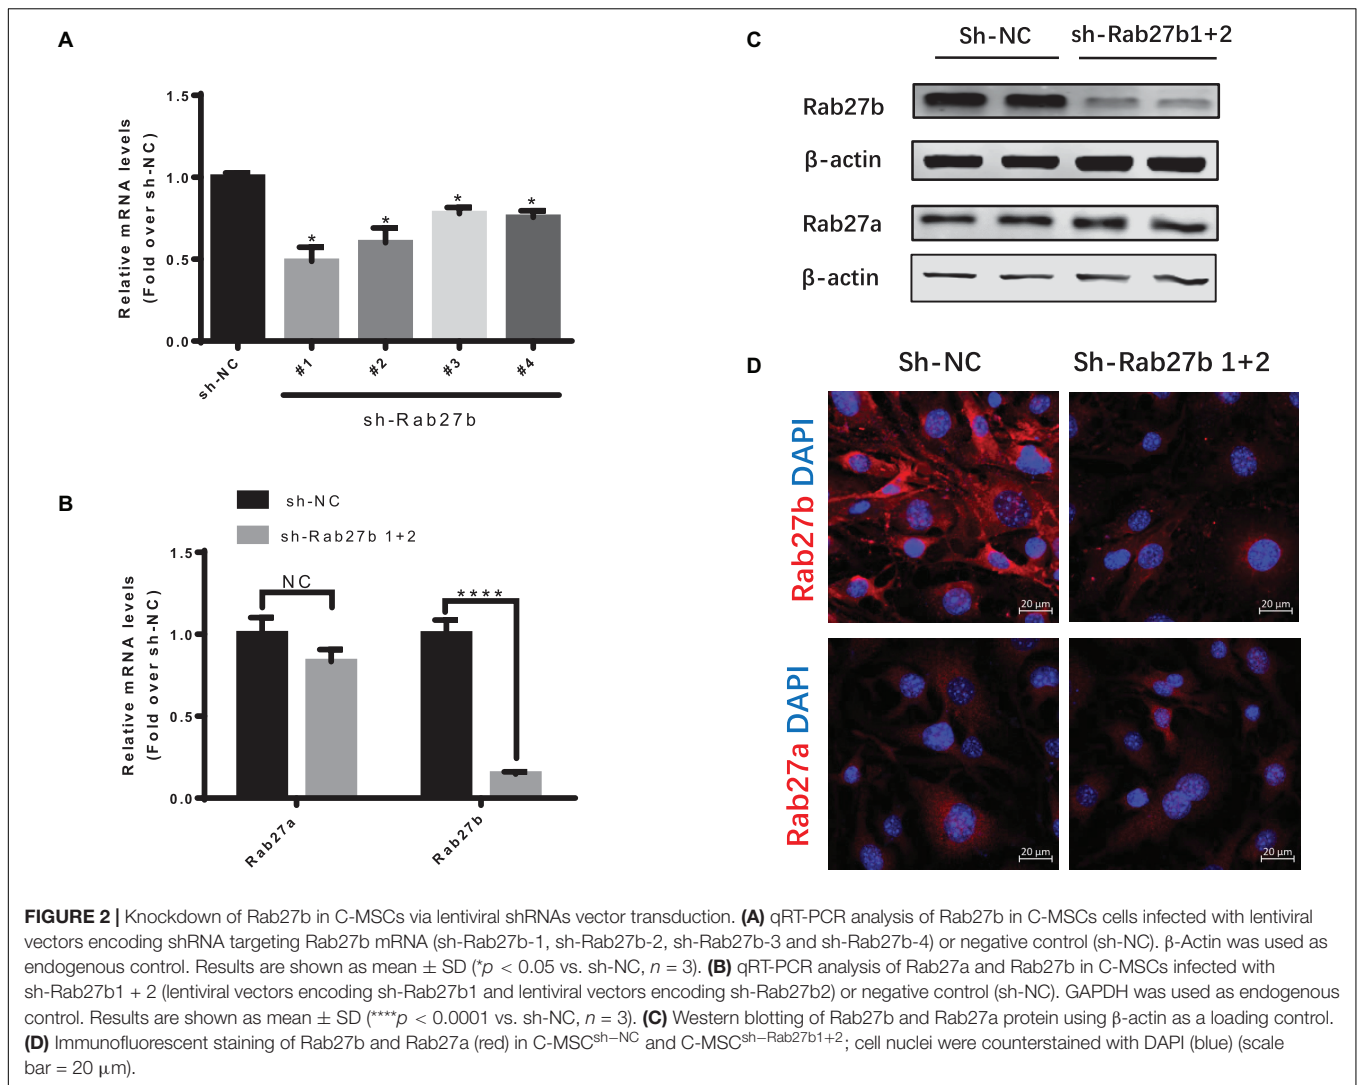 A
Relative mRNA levels
(Fold over sh-NC)
1.5
1.0
0.5
0.0
*
*
*
*
sh-NC
#1
#2
#3
#4
sh-Rab27b
B
sh-NC
sh-Rab27b 1+2
Relative mRNA levels
(Fold over sh-NC)
1.5
1.0
0.5
0.0
NC
****
Rab27a
Rab27b
C
Sh-NC
sh-Rab27b1+2
Rab27b
β-actin
Rab27a
β-actin
D
Sh-NC
Sh-Rab27b 1+2
Rab27b DAPI
20 μm
20 μm
Rab27a DAPI
20 μm
20 μm
FIGURE 2 | Knockdown of Rab27b in C-MSCs via lentiviral shRNAs vector transduction. (A) qRT-PCR analysis of Rab27b in C-MSCs cells infected with lentiviral
vectors encoding shRNA targeting Rab27b mRNA (sh-Rab27b-1, sh-Rab27b-2, sh-Rab27b-3 and sh-Rab27b-4) or negative control (sh-NC). β-Actin was used as
endogenous control. Results are shown as mean ± SD (*p < 0.05 vs. sh-NC, n = 3). (B) qRT-PCR analysis of Rab27a and Rab27b in C-MSCs infected with
sh-Rab27b1 + 2 (lentiviral vectors encoding sh-Rab27b1 and lentiviral vectors encoding sh-Rab27b2) or negative control (sh-NC). GAPDH was used as endogenous
control. Results are shown as mean ± SD (****p < 0.0001 vs. sh-NC, n = 3). (C) Western blotting of Rab27b and Rab27a protein using β-actin as a loading control.
(D) Immunofluorescent staining of Rab27b and Rab27a (red) in C-MSCsh−NC and C-MSCsh−Rab27b1+2; cell nuclei were counterstained with DAPI (blue) (scale
bar = 20 μm).